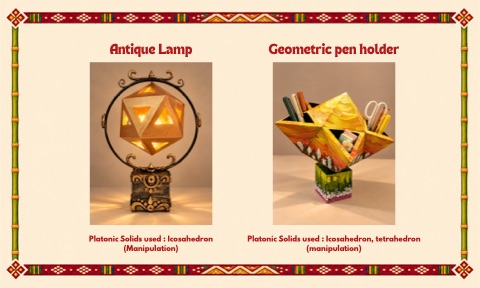 Antique Lamp
Geometric pen holder
Platonic Solids used : Icosahedron
(Manipulation)
Platonic Solids used : Icosahedron, tetrahedron
(manipulation)